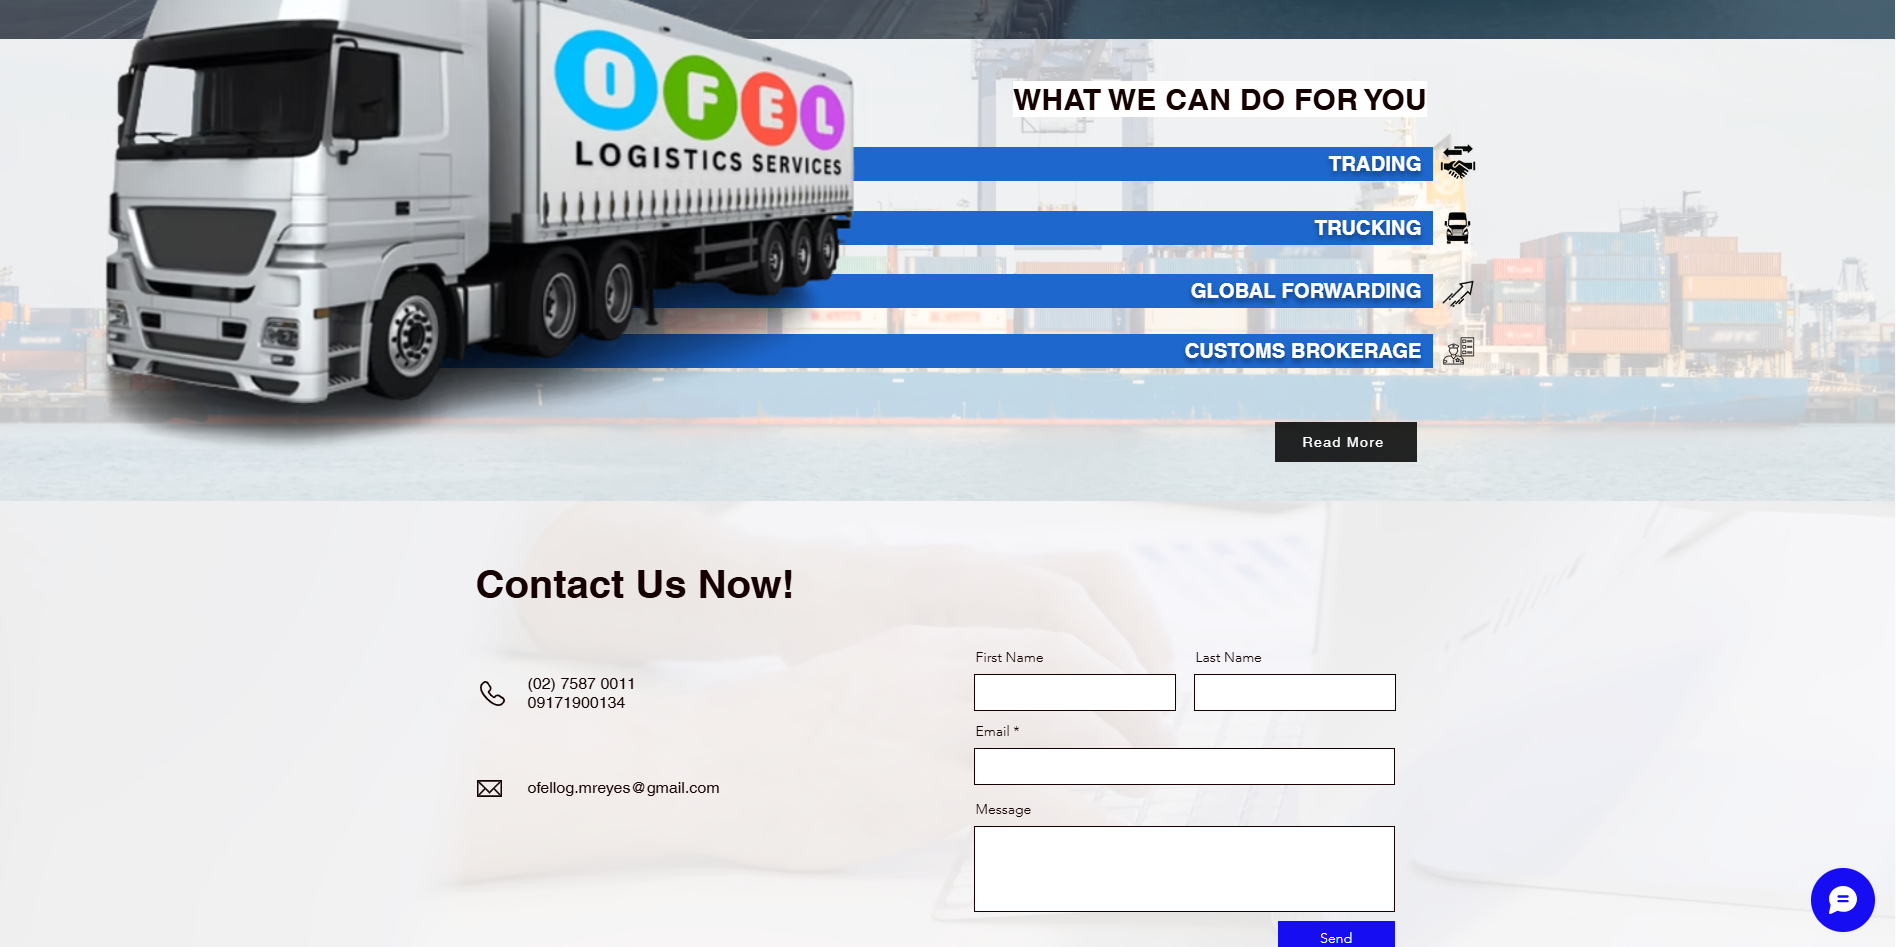 OFEL
LOGISTICS SERVICES
WHAT WE CAN DO FOR YOU
TRADING
TRUCKING
GLOBAL FORWARDING
CUSTOMS BROKERAGE
Read More
Contact Us Now!
(02) 7587 0011
09171900134
ofellog.mreyes@gmail.com
First Name
Last Name
Email *
Message
Send